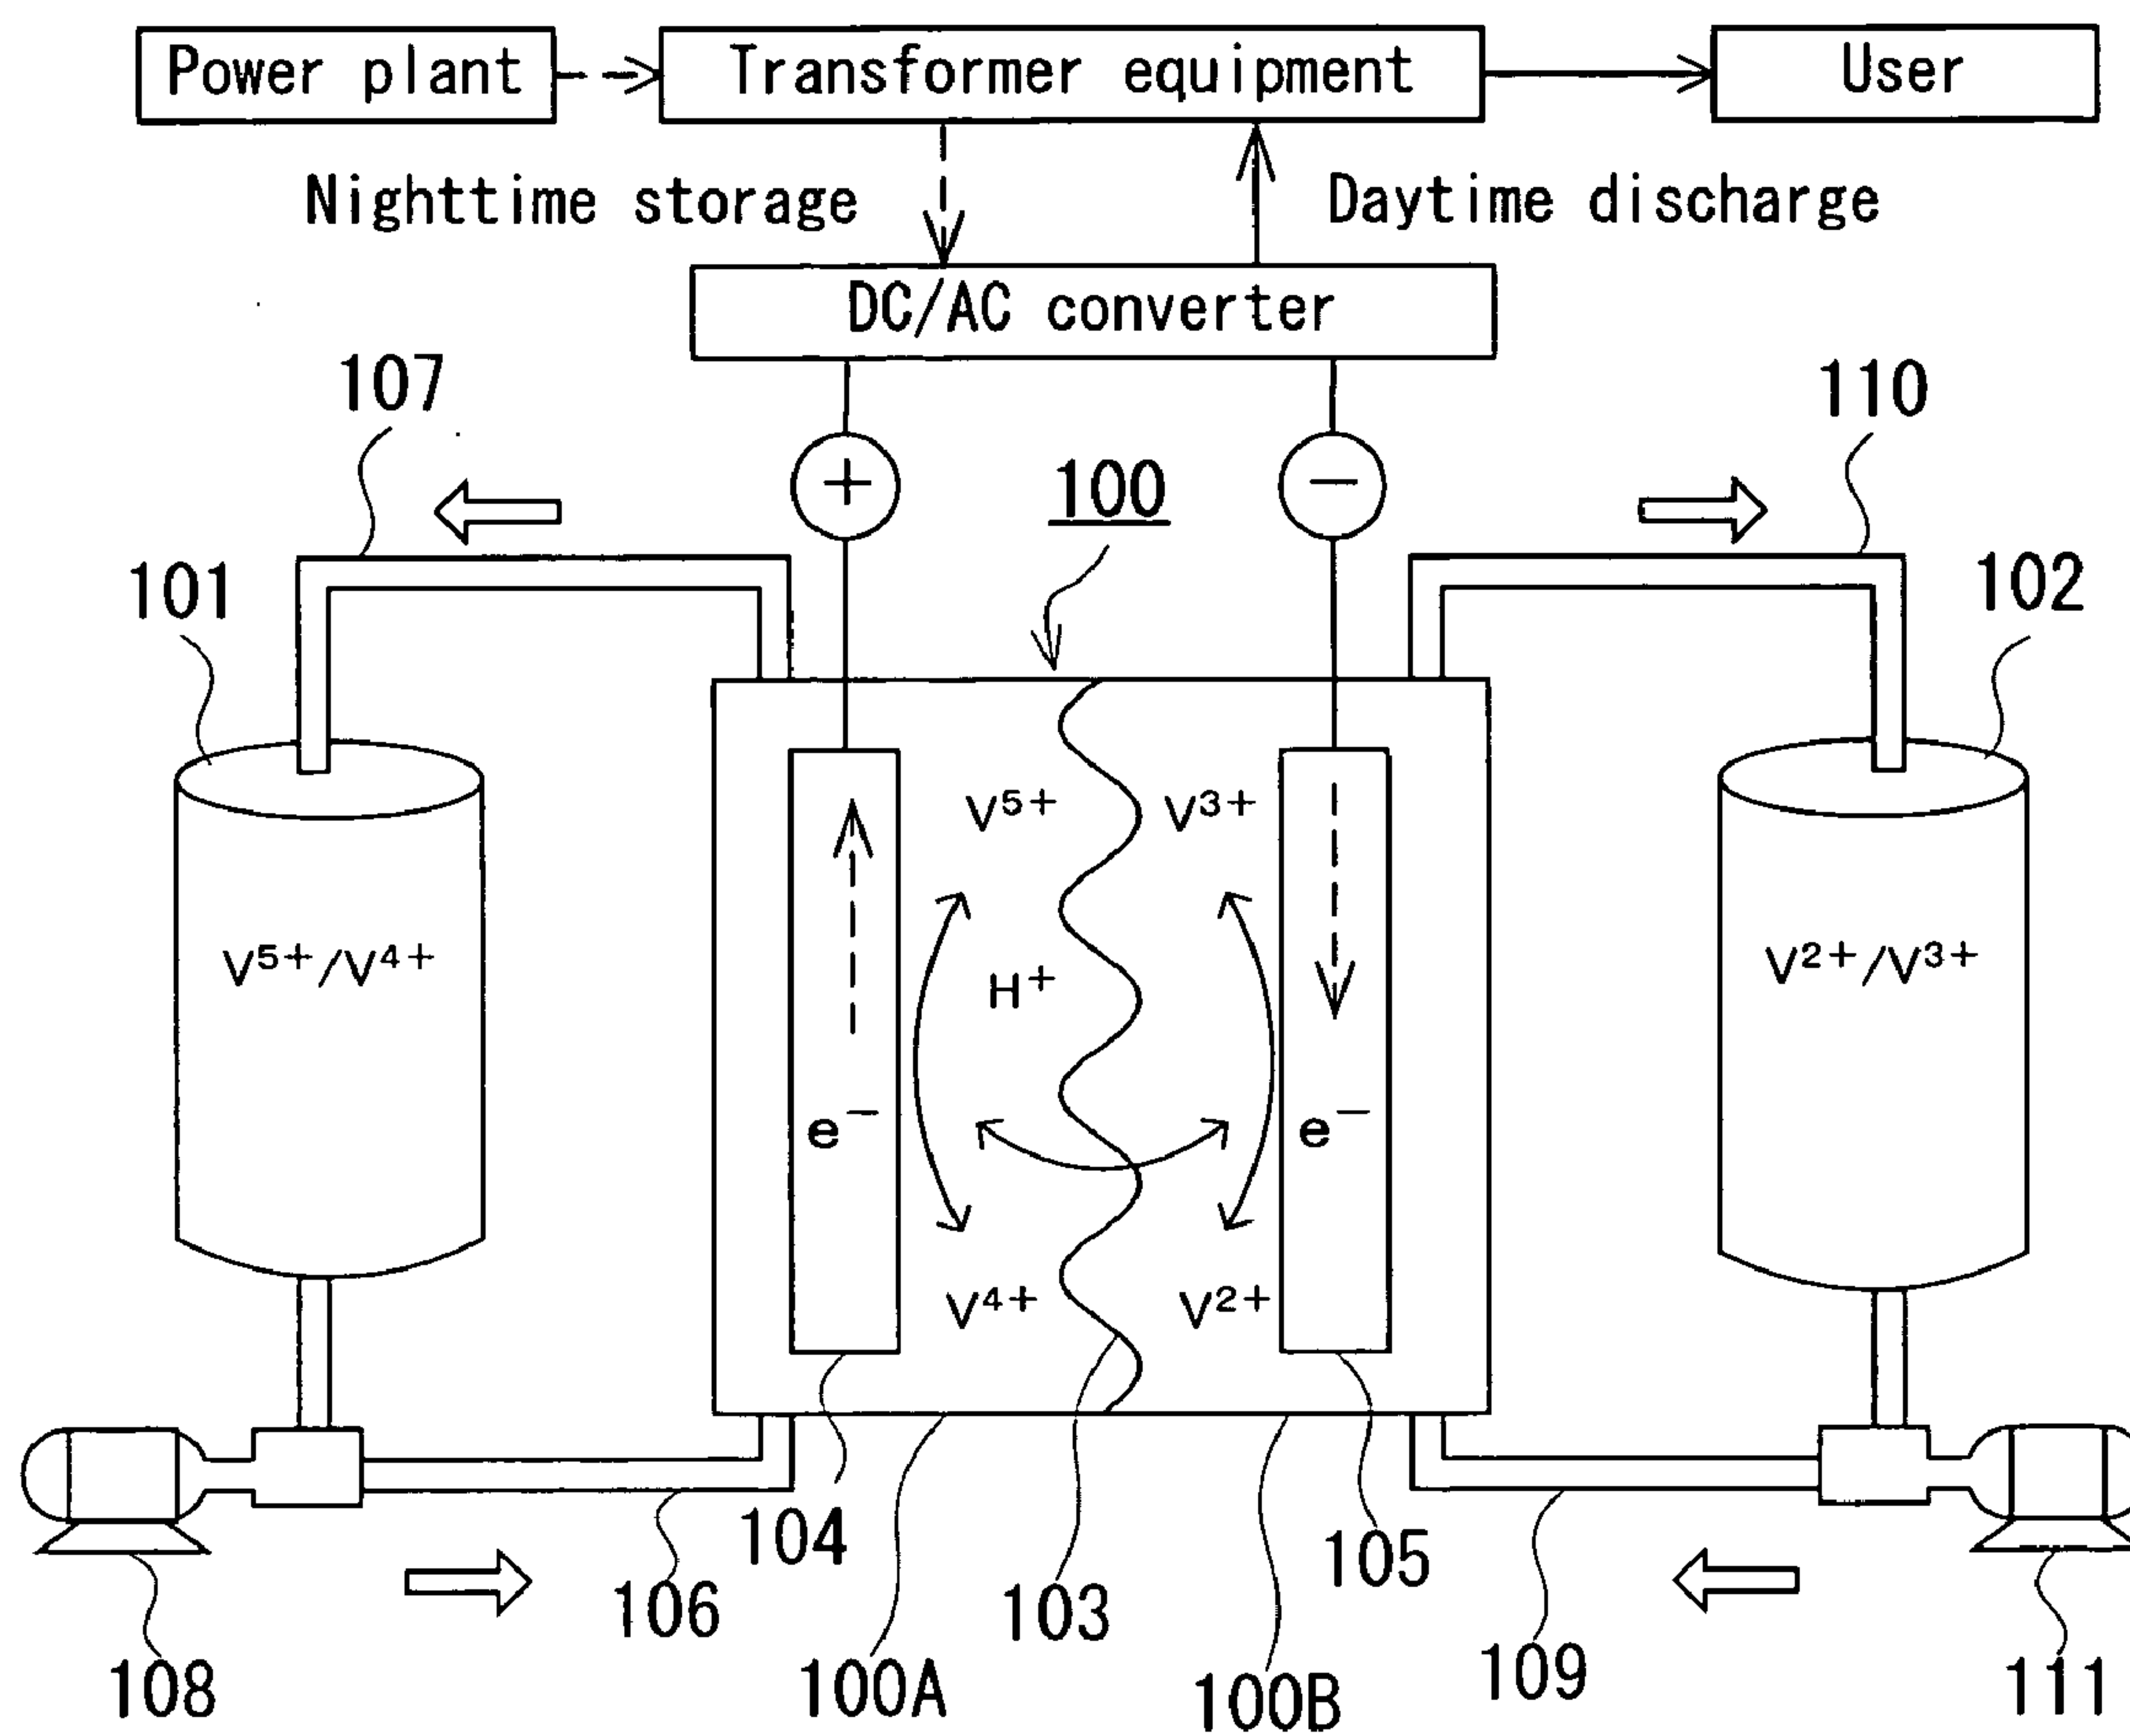 Power plant
Transformer equipment
User
Nighttime storage
Daytime discharge
DC/AC converter
107
110
+
100
−
101
102
V⁵⁺
V³⁺
V⁵⁺/V⁴⁺
H⁺
V²⁺/V³⁺
e⁻
e⁻
V⁴⁺
V²⁺
104
105
106
103
109
108
100A
100B
111